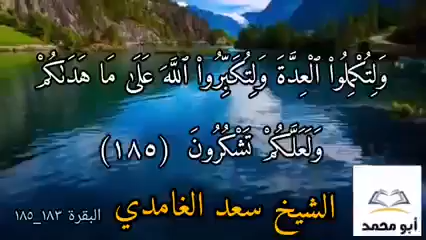 وَلِتُكْمِلُوا۟ ٱلْعِدَّةَ وَلِتُكَبِّرُوا۟ ٱللَّهَ عَلَىٰ مَا هَدَىٰكُمْ
وَلَعَلَّكُمْ تَشْكُرُونَ (١٨٥)
الشيخ سعد الغامدي البقرة ١٨٣_١٨٥
أبو محمد